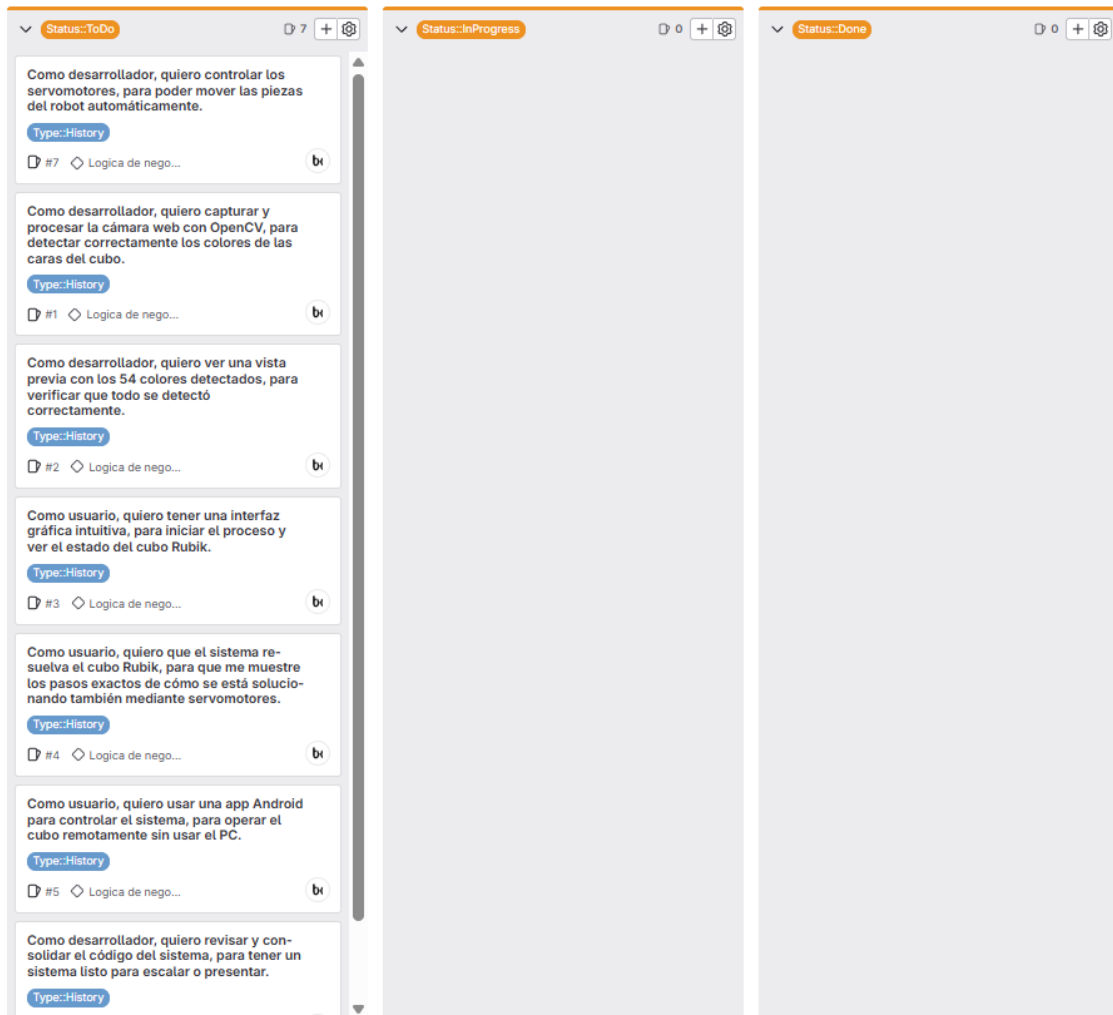 Status::ToDo
7
Status::InProgress
0
Status::Done
0
Como desarrollador, quiero controlar los
servomotores, para poder mover las piezas
del robot automáticamente.
Type::History
#7 Logica de nego...
Como desarrollador, quiero capturar y
procesar la cámara web con OpenCV, para
detectar correctamente los colores de las
caras del cubo.
Type::History
#1 Logica de nego...
Como desarrollador, quiero ver una vista
previa con los 54 colores detectados, para
verificar que todo se detectó
correctamente.
Type::History
#2 Logica de nego...
Como usuario, quiero tener una interfaz
gráfica intuitiva, para iniciar el proceso y
ver el estado del cubo Rubik.
Type::History
#3 Logica de nego...
Como usuario, quiero que el sistema re-
suelva el cubo Rubik, para que me muestre
los pasos exactos de cómo se está solucio-
nando también mediante servomotores.
Type::History
#4 Logica de nego...
Como usuario, quiero usar una app Android
para controlar el sistema, para operar el
cubo remotamente sin usar el PC.
Type::History
#5 Logica de nego...
Como desarrollador, quiero revisar y con-
solidar el código del sistema, para tener un
sistema listo para escalar o presentar.
Type::History